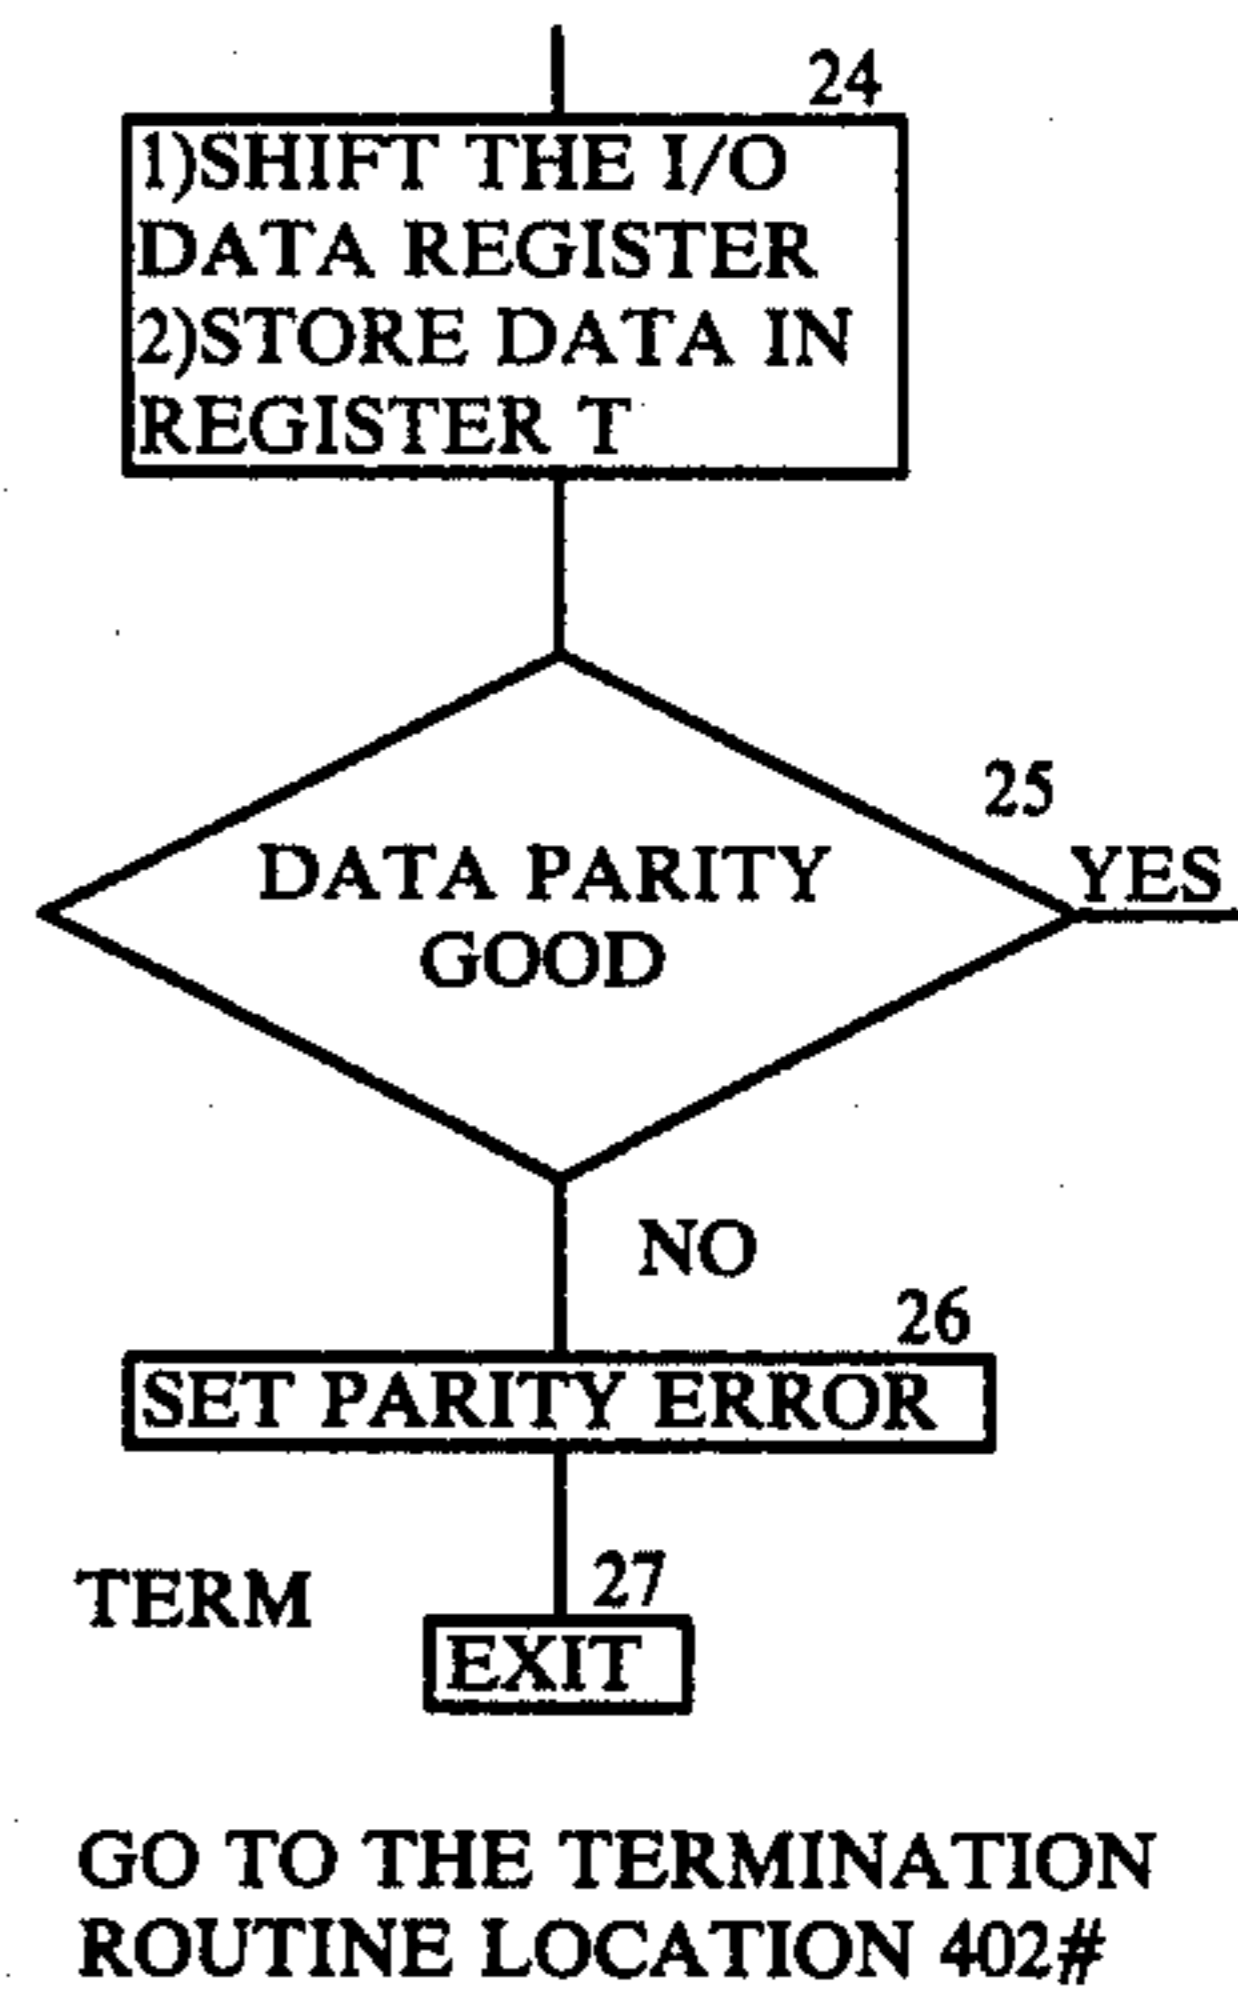 24
1)SHIFT THE I/O
DATA REGISTER
2)STORE DATA IN
REGISTER T
25
DATA PARITY
GOOD
YES
NO
26
SET PARITY ERROR
TERM
27
EXIT
GO TO THE TERMINATION
ROUTINE LOCATION 402#